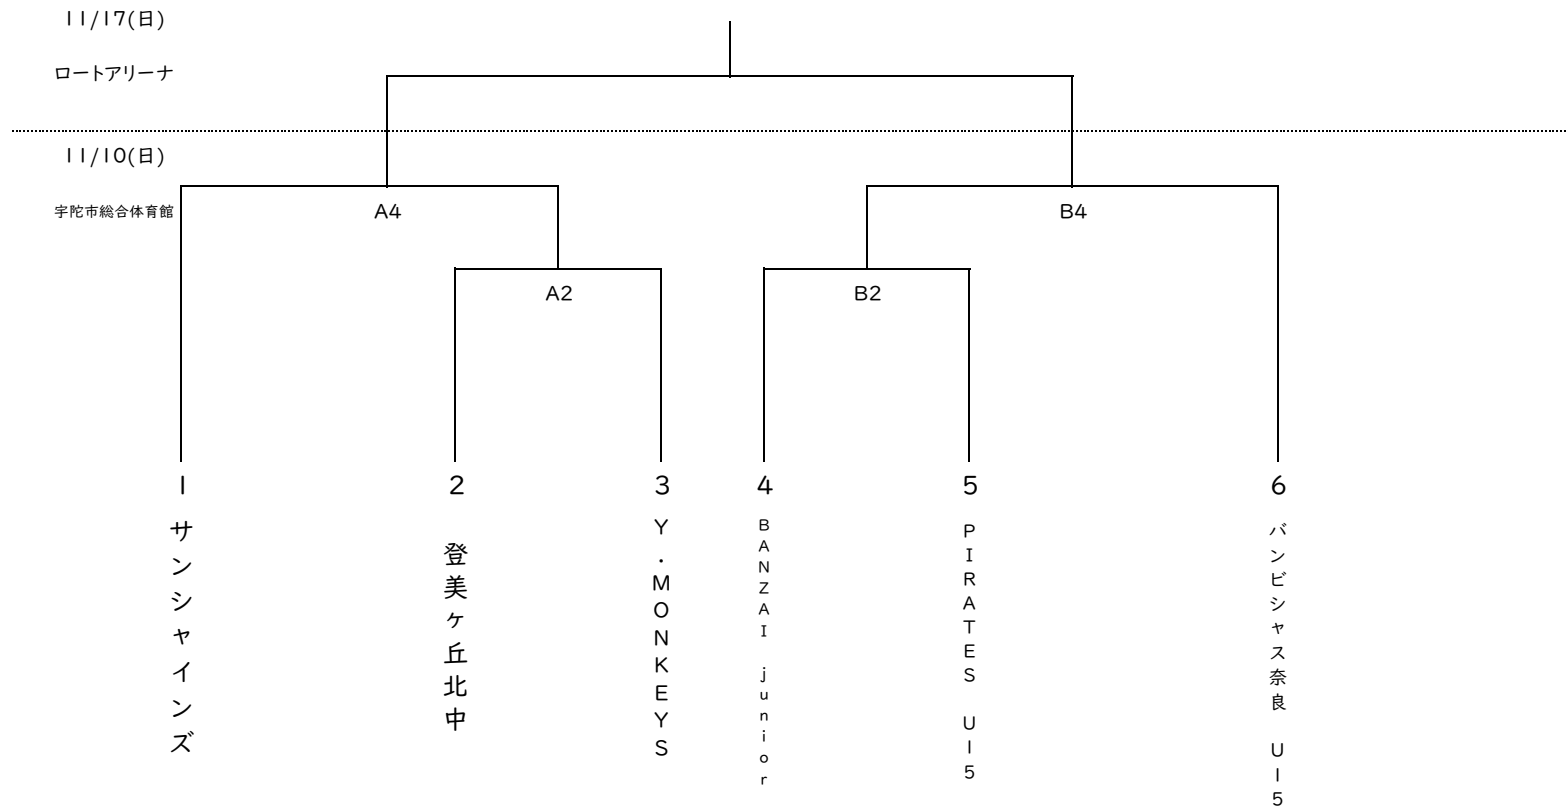 11/17(日)
ロートアリーナ
11/10(日)
宇陀市総合体育館
A4
B4
A2
B2
1
2
3
4
5
6
サンシャインズ
登美ヶ丘北中
Y.MONKEYS
BANZAI junior
PIRATES U15
バンビシャス奈良 U15